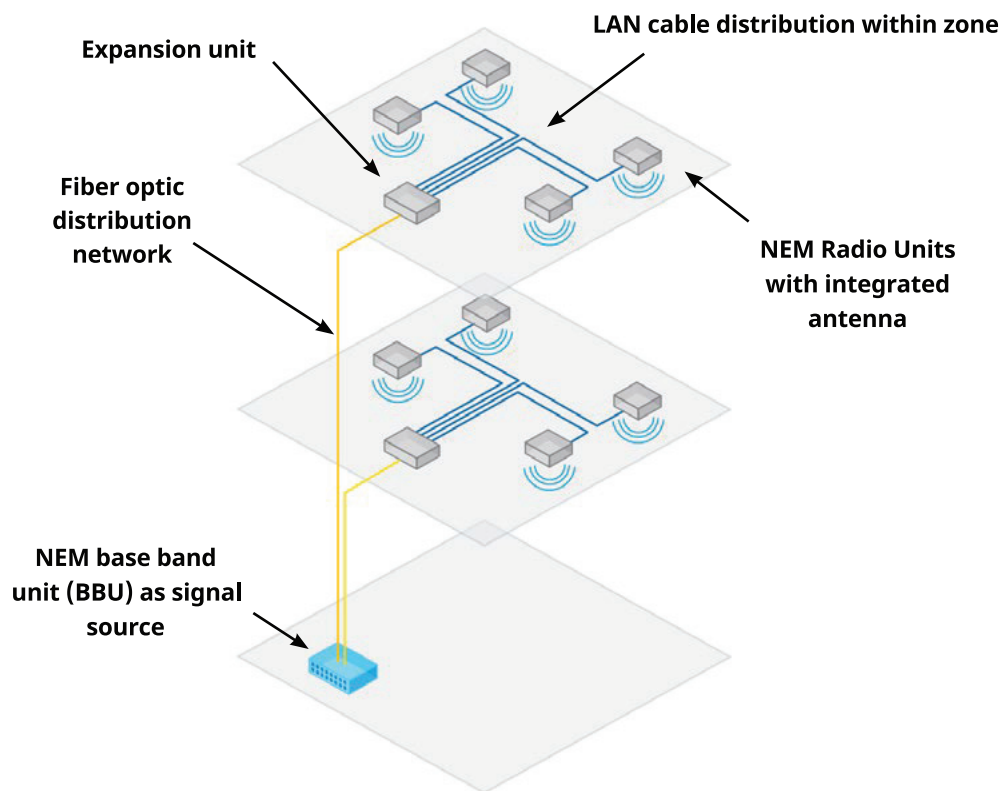 LAN cable distribution within zone
Expansion unit
Fiber optic
distribution
network
NEM Radio Units
with integrated
antenna
NEM base band
unit (BBU) as signal
source